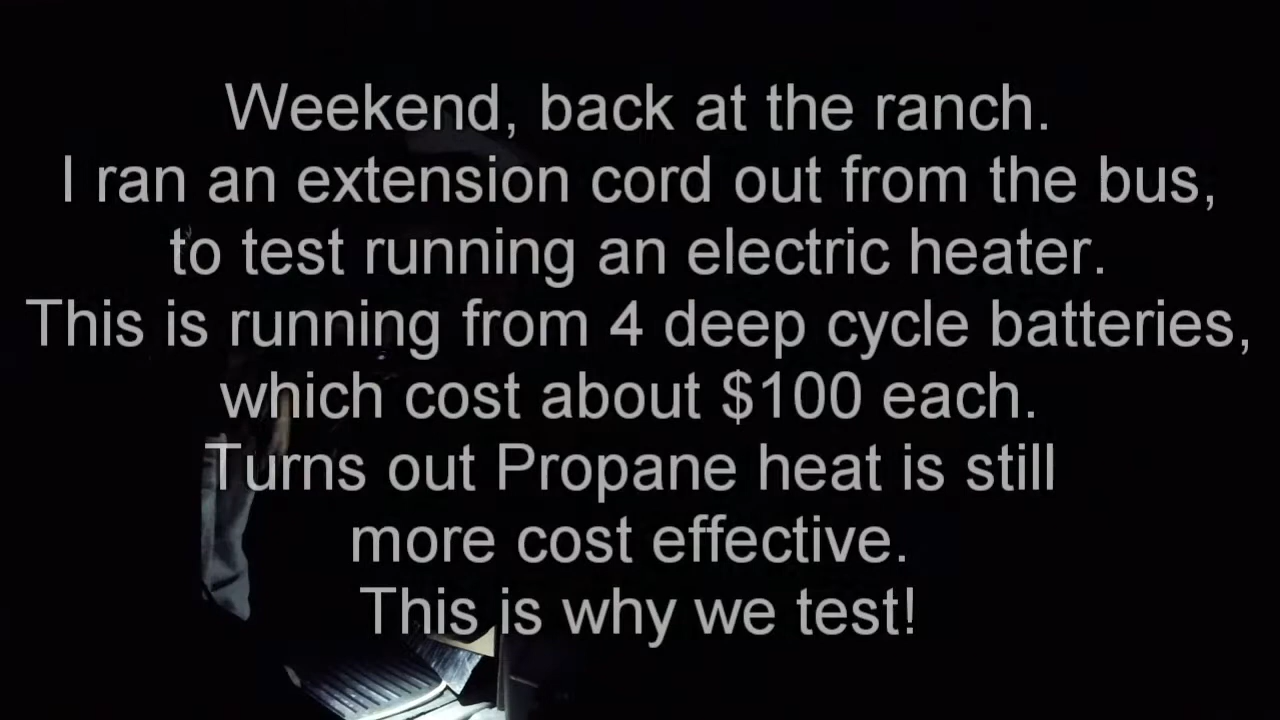 Weekend, back at the ranch.
I ran an extension cord out from the bus,
to test running an electric heater.
This is running from 4 deep cycle batteries,
which cost about $100 each.
Turns out Propane heat is still
more cost effective.
This is why we test!